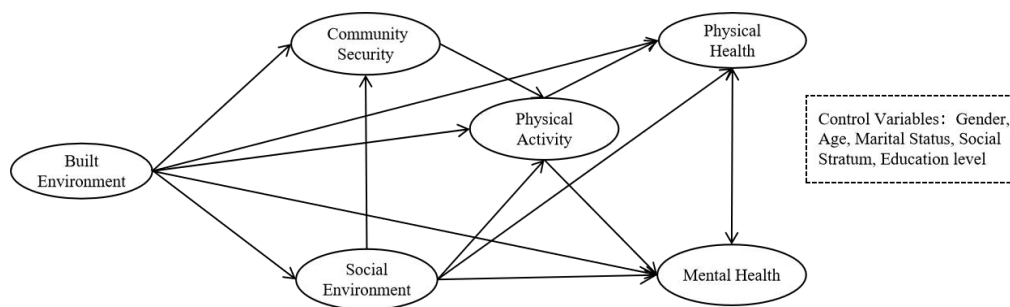 Community
Security
Physical
Health
Physical
Activity
Control Variables： Gender,
Age, Marital Status, Social
Stratum, Education level
Built
Environment
Social
Environment
Mental Health